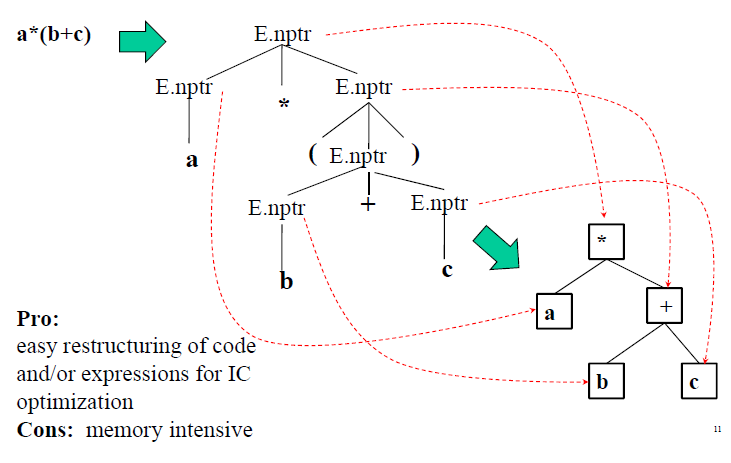 a*(b+c)
E.nptr
E.nptr * E.nptr
a
( E.nptr )
E.nptr + E.nptr
b
c
*
a
+
b
c
Pro:
easy restructuring of code
and/or expressions for IC
optimization
Cons: memory intensive
11